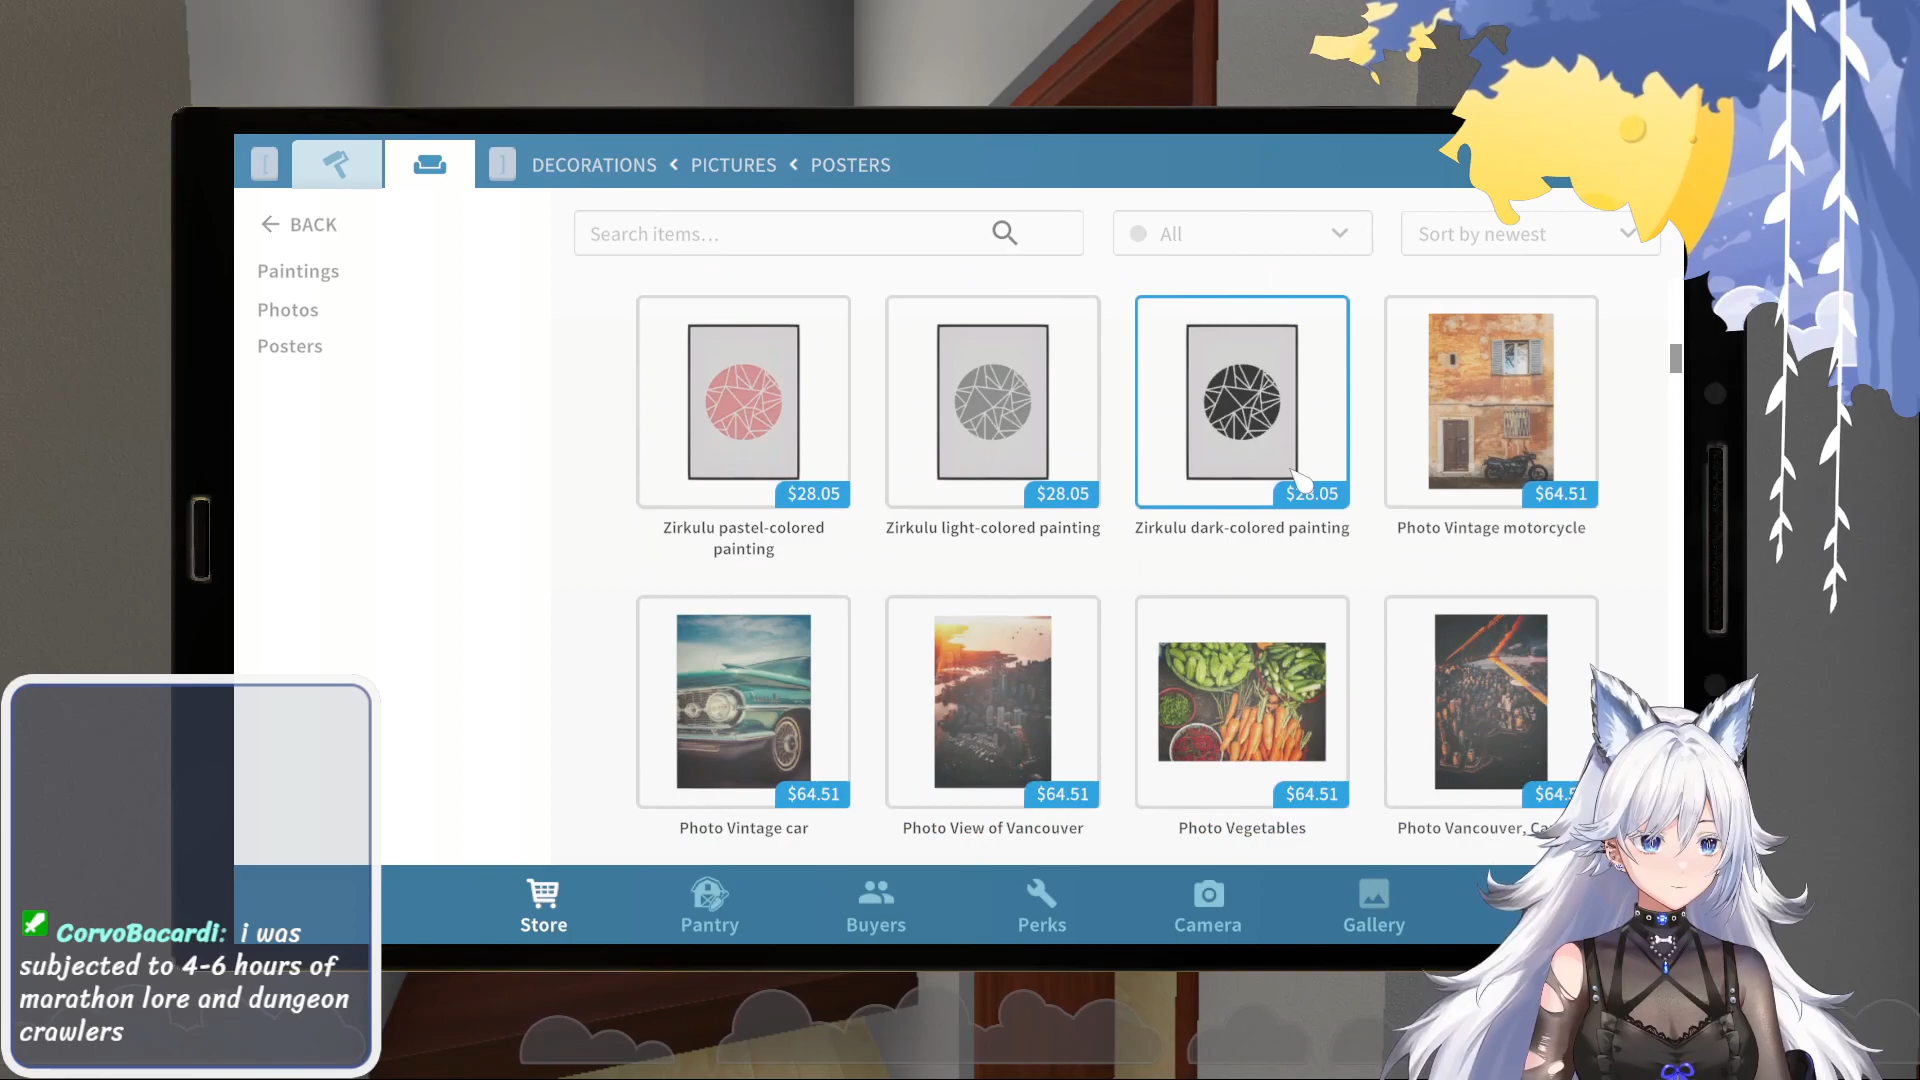 [
]
DECORATIONS < PICTURES < POSTERS
BACK
Paintings
Photos
Posters
Search items...
All
Sort by newest
$28.05
$28.05
$28.05
$64.51
Zirkulu pastel-colored
painting
Zirkulu light-colored painting
Zirkulu dark-colored painting
Photo Vintage motorcycle
$64.51
$64.51
$64.51
Photo Vintage car
Photo View of Vancouver
Photo Vegetables
Photo Vancouver,
Store
Pantry
Buyers
Perks
Camera
Gallery
CorvoBacardi: i was
subjected to 4-6 hours of
marathon lore and dungeon
crawlers